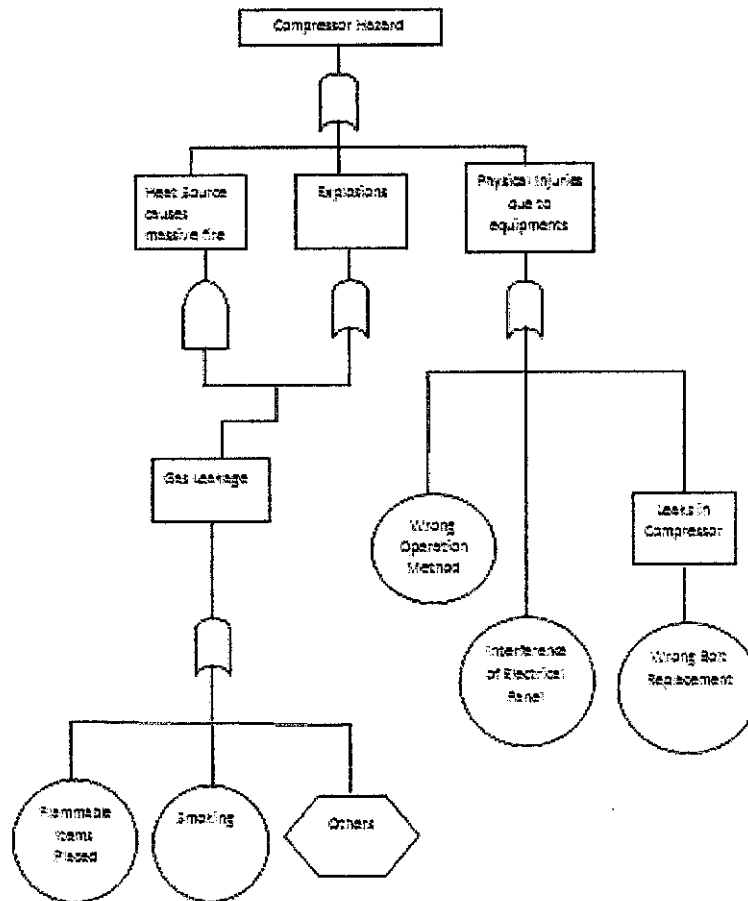 Compressor Hazard
Heat Source
causes
massive fire
Explosions
Physical Injuries
due to
equipments
Gas Leakage
Wrong
Operation
Method
Leaks in
Compressor
Interference
of Electrical
Panel
Wrong Bolt
Replacement
Flammable
Items
Placed
Smoking
Others